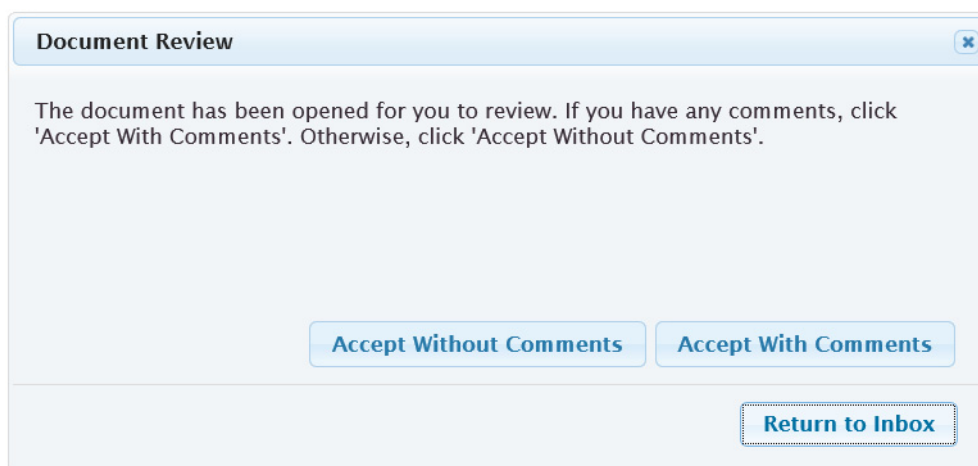 Document Review
The document has been opened for you to review. If you have any comments, click
'Accept With Comments'. Otherwise, click 'Accept Without Comments'.
Accept Without Comments
Accept With Comments
Return to Inbox